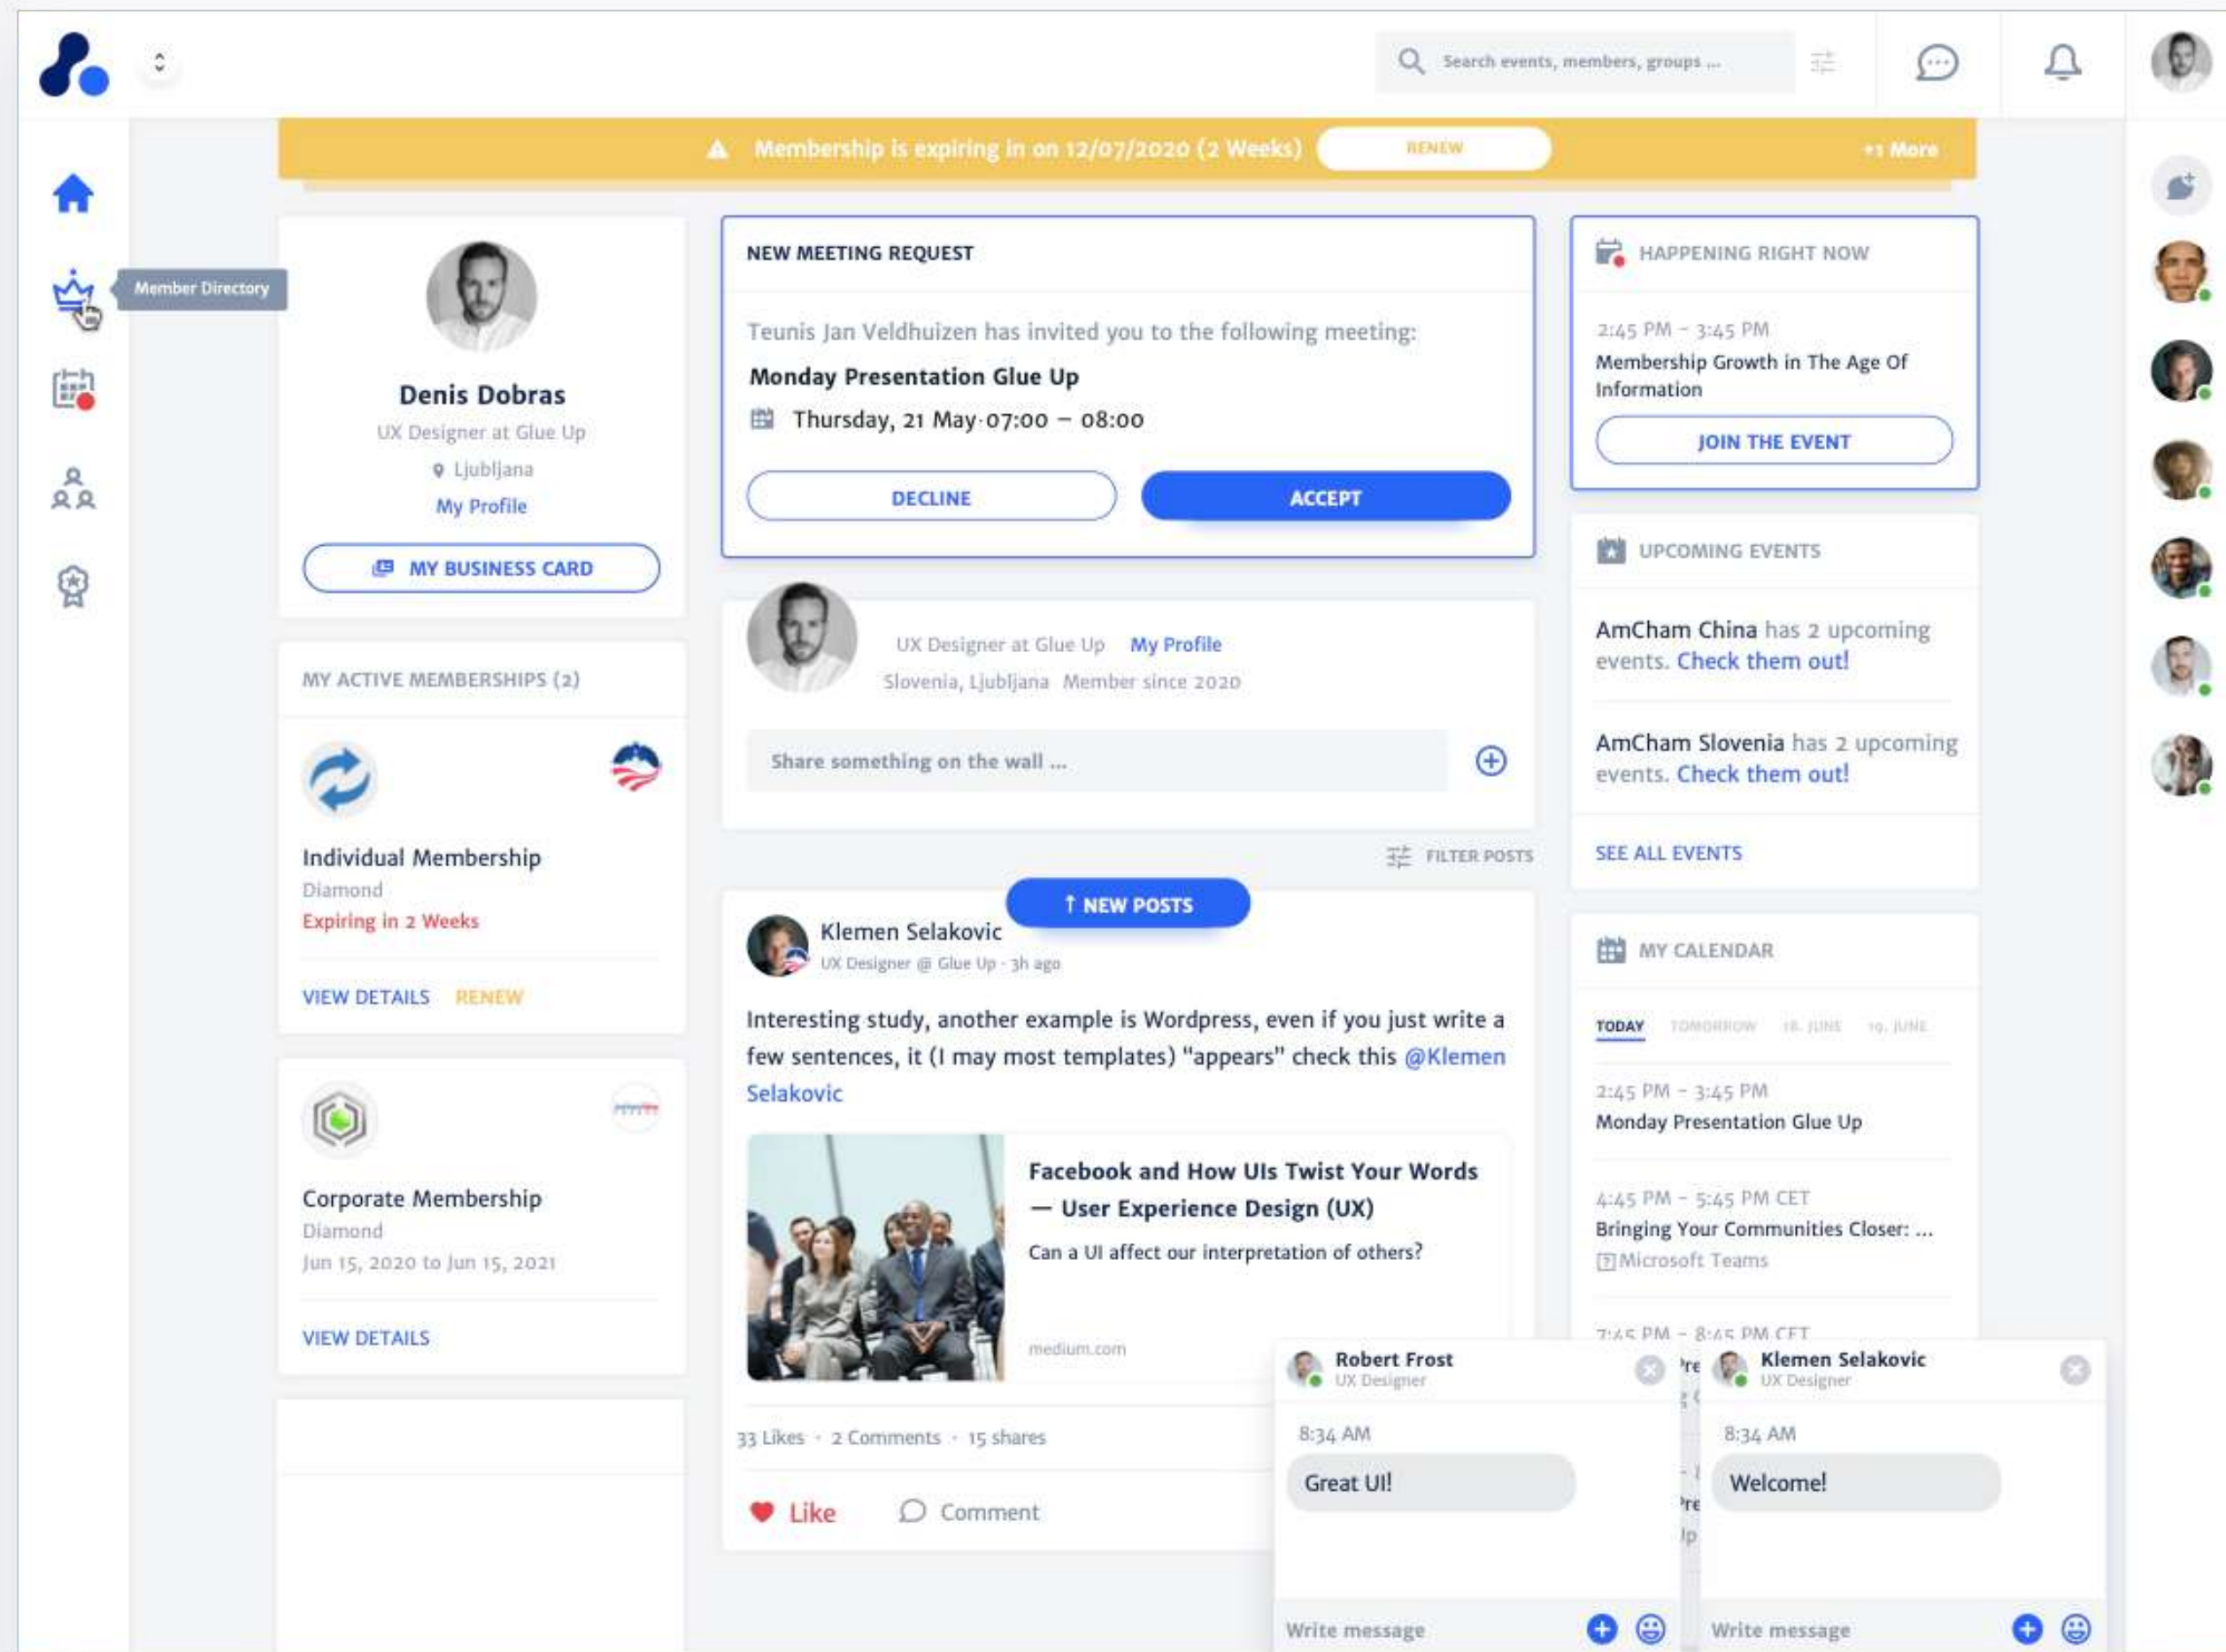 Search events, members, groups ...
Membership is expiring in on 12/07/2020 (2 Weeks)
RENEW
+1 More
Member Directory
Denis Dobras
UX Designer at Glue Up
Ljubljana
My Profile
MY BUSINESS CARD
MY ACTIVE MEMBERSHIPS (2)
Individual Membership
Diamond
Expiring in 2 Weeks
VIEW DETAILS RENEW
Corporate Membership
Diamond
Jun 15, 2020 to Jun 15, 2021
VIEW DETAILS
NEW MEETING REQUEST
Teunis Jan Veldhuizen has invited you to the following meeting:
Monday Presentation Glue Up
Thursday, 21 May·07:00 – 08:00
DECLINE
ACCEPT
UX Designer at Glue Up My Profile
Slovenia, Ljubljana Member since 2020
Share something on the wall ...
FILTER POSTS
↑ NEW POSTS
Klemen Selakovic
UX Designer @ Glue Up · 3h ago
Interesting study, another example is Wordpress, even if you just write a
few sentences, it (I may most templates) "appears" check this @Klemen
Selakovic
Facebook and How UIs Twist Your Words
— User Experience Design (UX)
Can a UI affect our interpretation of others?
medium.com
33 Likes · 2 Comments · 15 shares
Like
Comment
HAPPENING RIGHT NOW
2:45 PM – 3:45 PM
Membership Growth in The Age Of
Information
JOIN THE EVENT
UPCOMING EVENTS
AmCham China has 2 upcoming
events. Check them out!
AmCham Slovenia has 2 upcoming
events. Check them out!
SEE ALL EVENTS
MY CALENDAR
TODAY TOMORROW 18. JUNE 19. JUNE
2:45 PM – 3:45 PM
Monday Presentation Glue Up
4:45 PM – 5:45 PM CET
Bringing Your Communities Closer: ...
Microsoft Teams
7:45 PM – 8:45 PM CET
Robert Frost
UX Designer
8:34 AM
Great UI!
Write message
Klemen Selakovic
UX Designer
8:34 AM
Welcome!
Write message